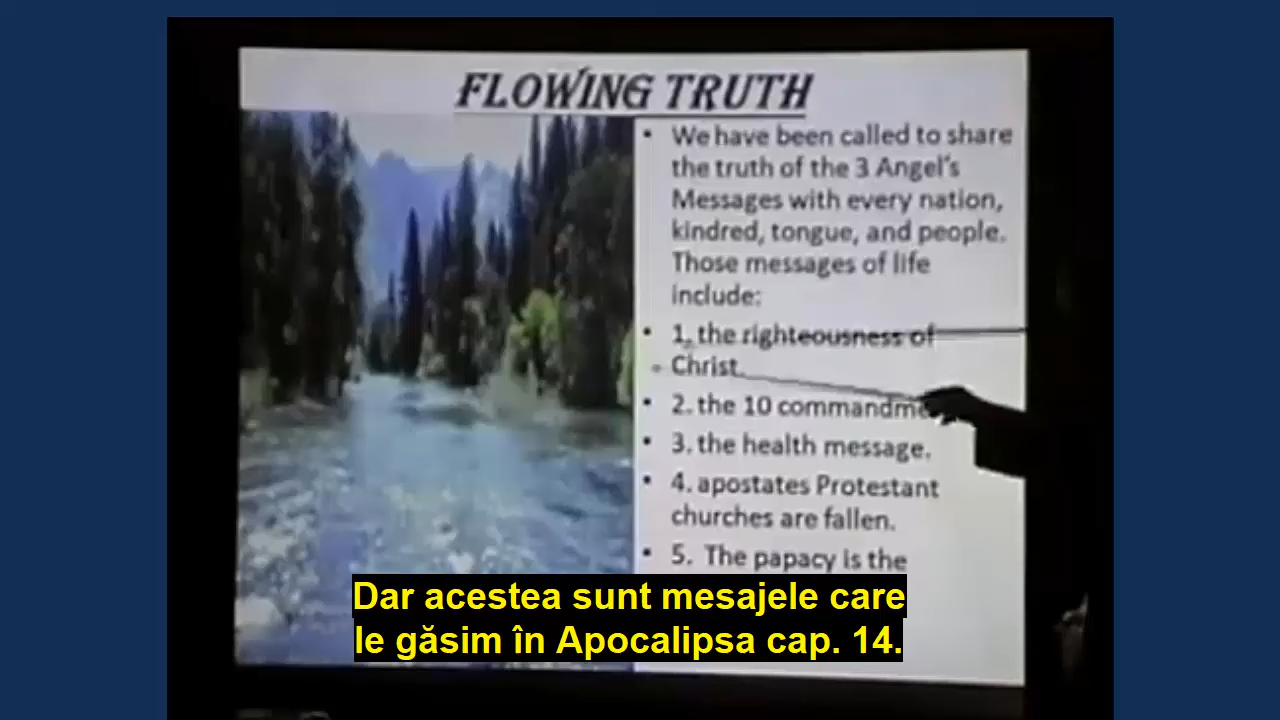 FLOWING TRUTH
• We have been called to share
the truth of the 3 Angel's
Messages with every nation,
kindred, tongue, and people.
Those messages of life
include:
• 1, the righteousness of
Christ.
• 2. the 10 commandme
• 3. the health message.
• 4. apostates Protestant
churches are fallen.
• 5. The papacy is the
Dar acestea sunt mesajele care
le găsim în Apocalipsa cap. 14.